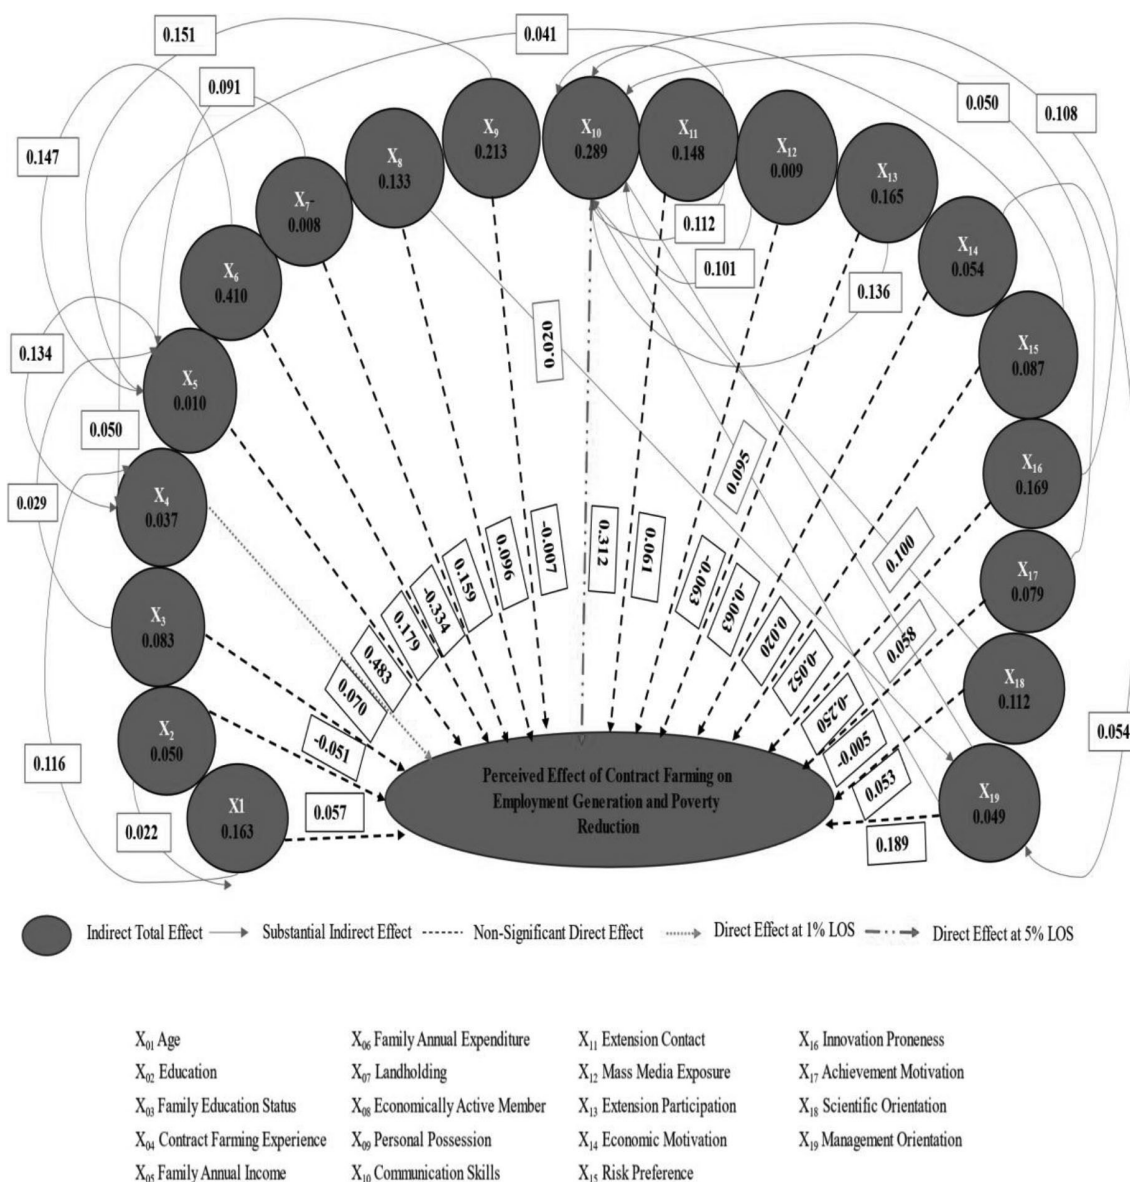 0.151
0.041
0.091
0.050
0.108
0.147
X₉
0.213
X₁₀
0.289
X₁₁
0.148
X₁₂
0.009
X₈
0.133
X₁₃
0.165
X₇
0.008
0.112
X₁₄
0.054
0.101
X₆
0.410
0.136
0.020
0.134
X₁₅
0.087
X₅
0.010
0.050
0.095
X₁₆
0.169
X₄
0.037
0.029
0.100
X₁₇
0.079
X₃
0.083
0.058
X₁₈
0.112
-0.051
0.070
0.483
0.179
-0.334
0.159
0.096
-0.007
0.312
0.061
-0.063
-0.063
0.020
-0.052
-0.250
-0.005
0.053
X₂
0.050
0.054
0.116
Perceived Effect of Contract Farming on
Employment Generation and Poverty
Reduction
X1
0.163
0.057
X₁₉
0.049
0.022
0.189
Indirect Total Effect
Substantial Indirect Effect
Non-Significant Direct Effect
Direct Effect at 1% LOS
Direct Effect at 5% LOS
X₀₁ Age
X₀₂ Education
X₀₃ Family Education Status
X₀₄ Contract Farming Experience
X₀₅ Family Annual Income
X₀₆ Family Annual Expenditure
X₀₇ Landholding
X₀₈ Economically Active Member
X₀₉ Personal Possession
X₁₀ Communication Skills
X₁₁ Extension Contact
X₁₂ Mass Media Exposure
X₁₃ Extension Participation
X₁₄ Economic Motivation
X₁₅ Risk Preference
X₁₆ Innovation Proneness
X₁₇ Achievement Motivation
X₁₈ Scientific Orientation
X₁₉ Management Orientation